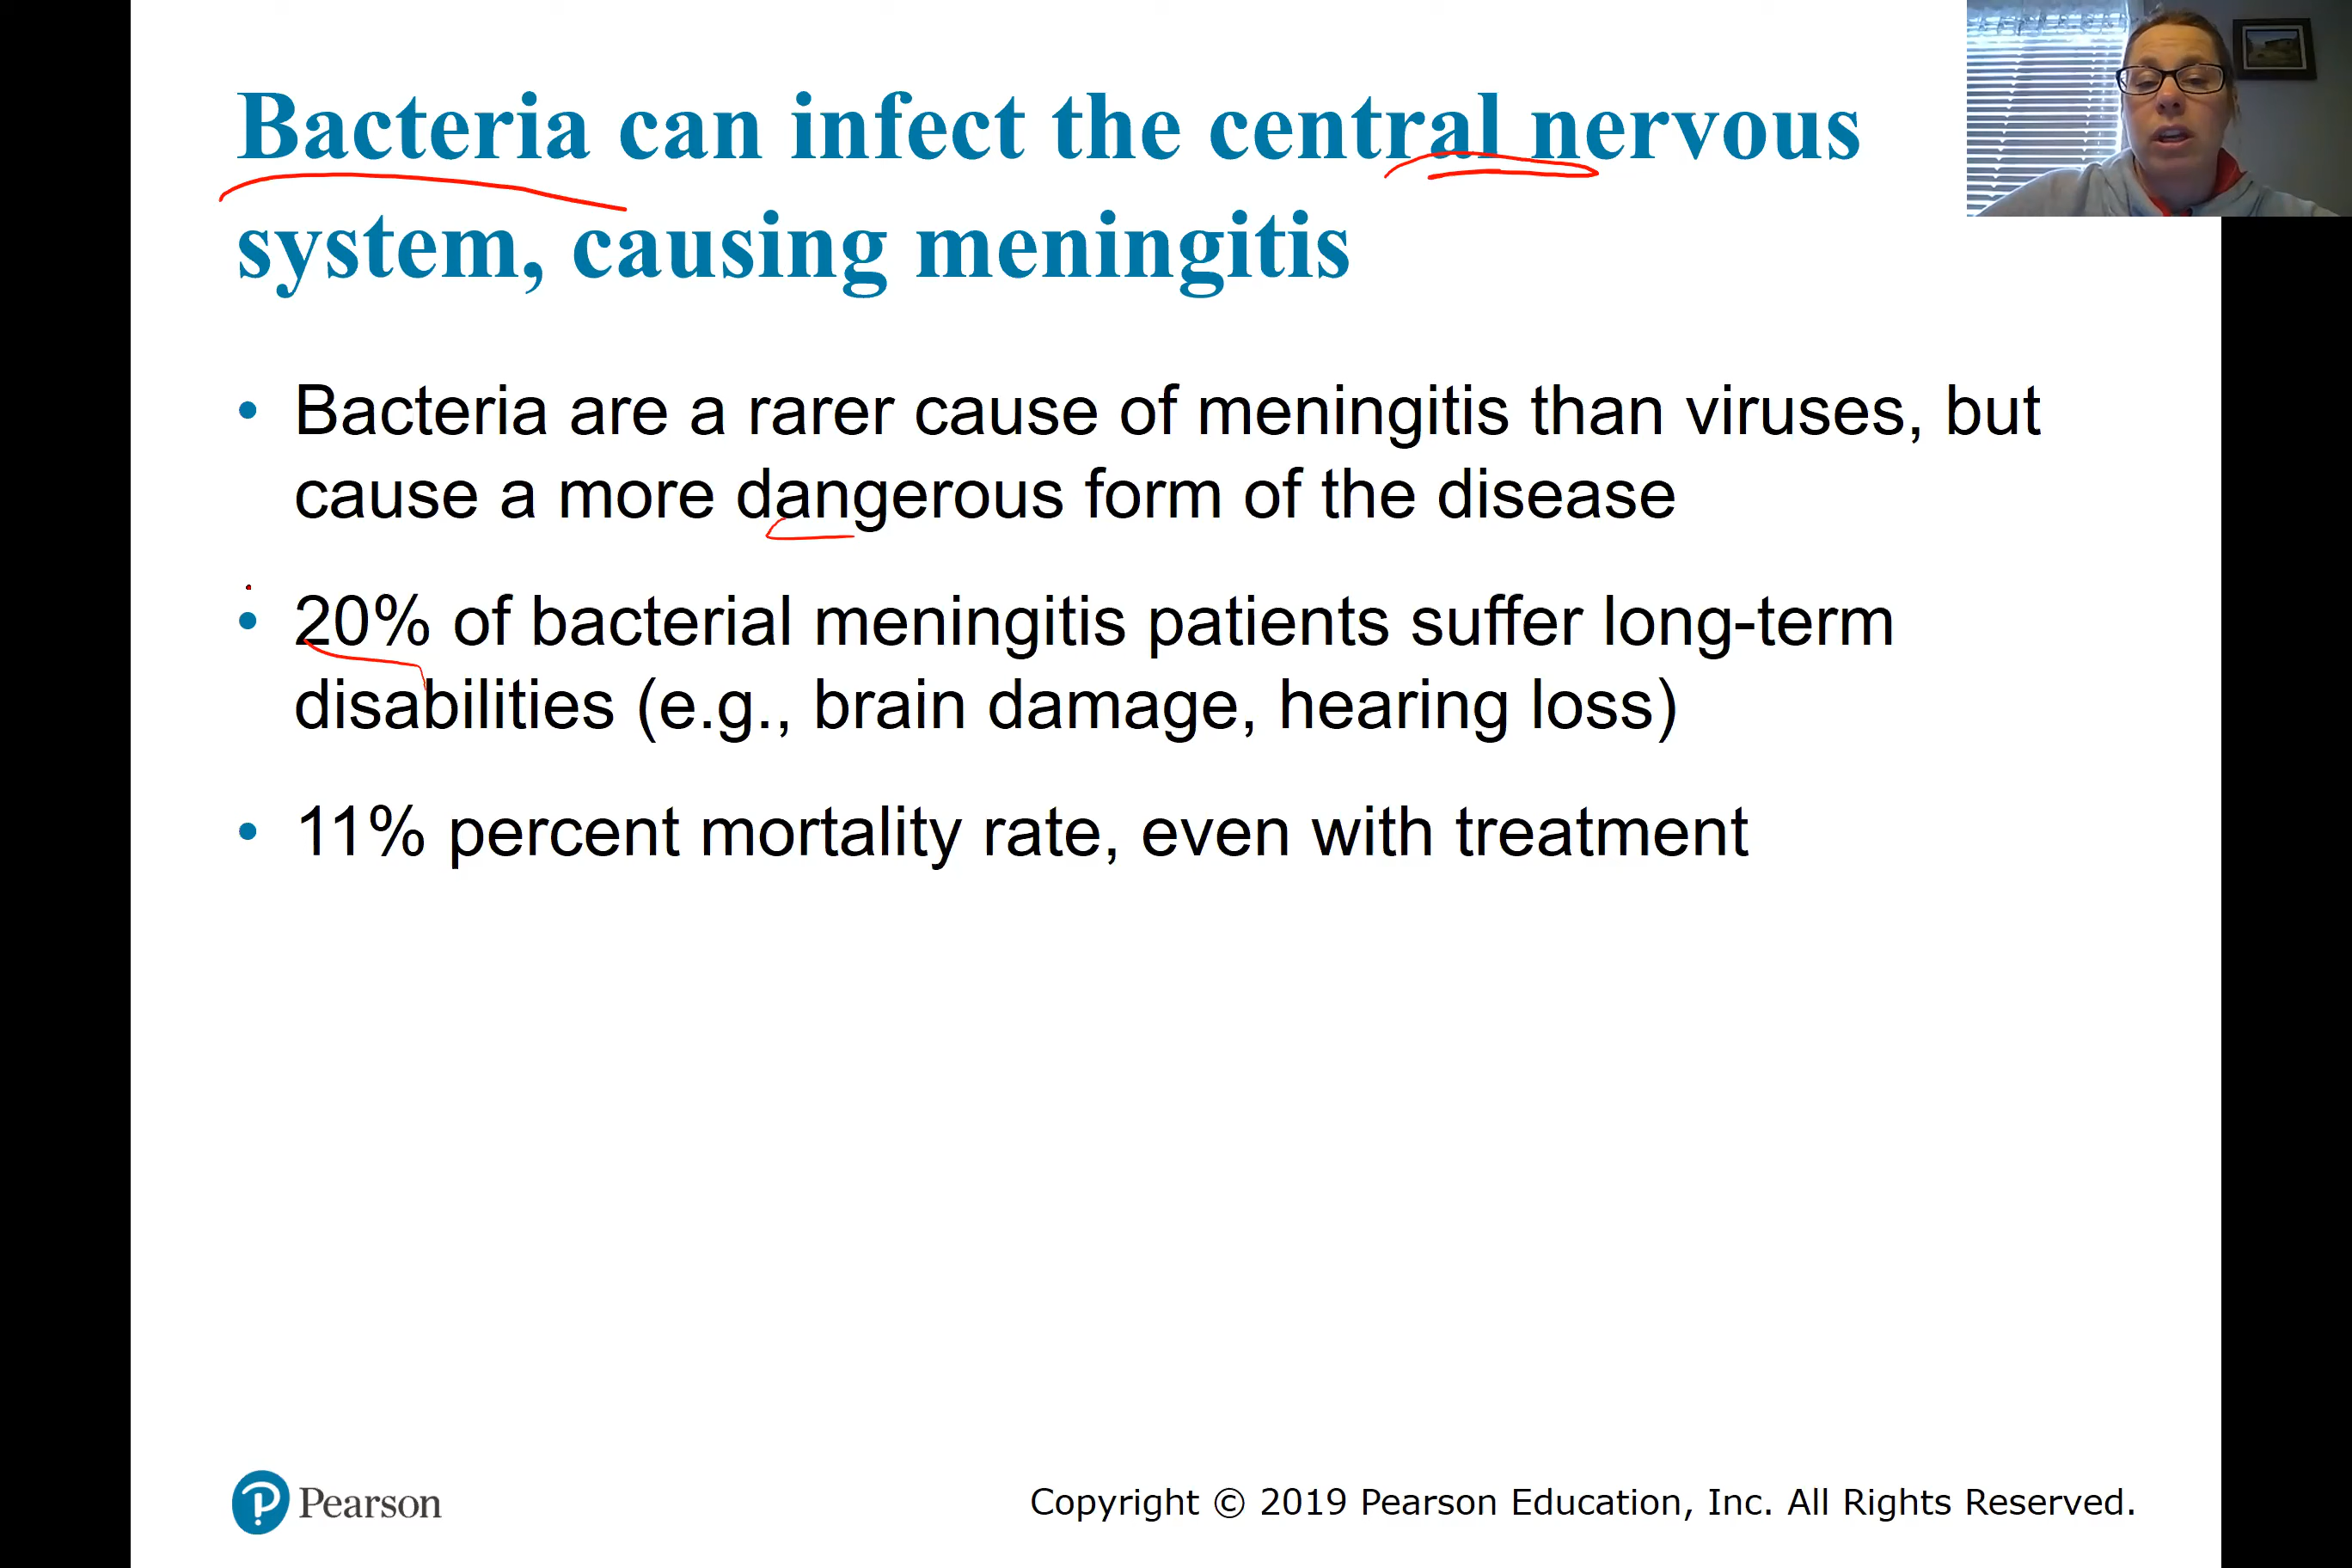 Bacteria can infect the central nervous
system, causing meningitis
• Bacteria are a rarer cause of meningitis than viruses, but
cause a more dangerous form of the disease
• 20% of bacterial meningitis patients suffer long-term
disabilities (e.g., brain damage, hearing loss)
• 11% percent mortality rate, even with treatment
Pearson
Copyright © 2019 Pearson Education, Inc. All Rights Reserved.